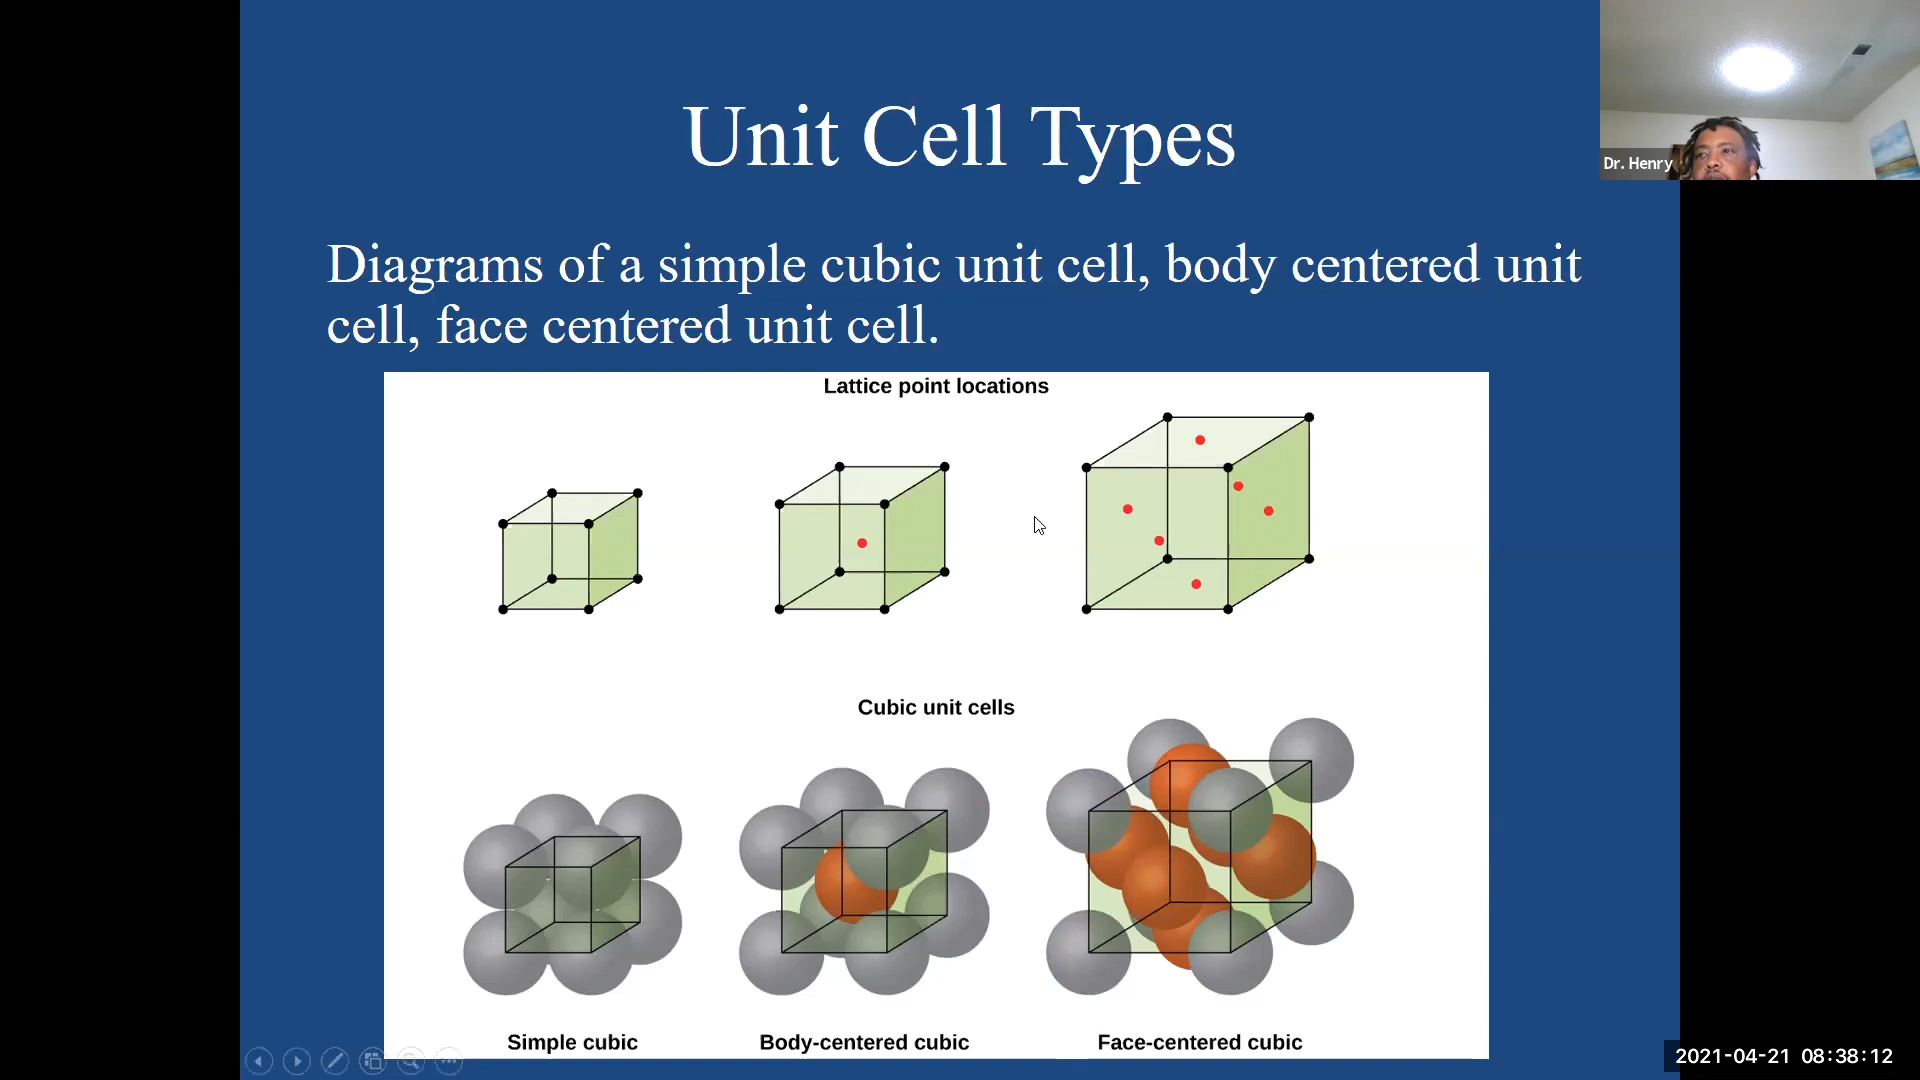 Unit Cell Types
Dr. Henry
Diagrams of a simple cubic unit cell, body centered unit
cell, face centered unit cell.
Lattice point locations
Cubic unit cells
Simple cubic
Body-centered cubic
Face-centered cubic
2021-04-21 08:38:12